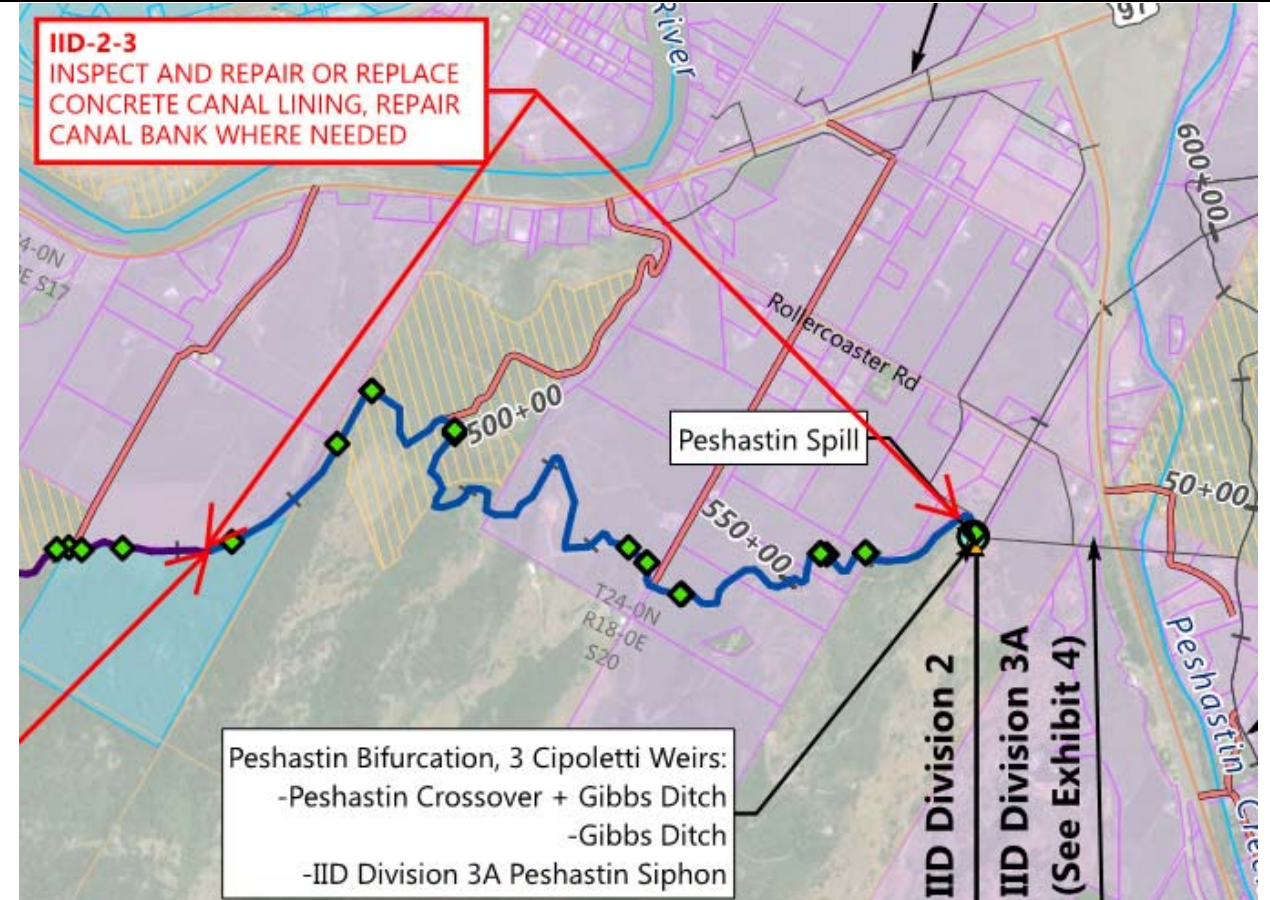 IID-2-3
INSPECT AND REPAIR OR REPLACE
CONCRETE CANAL LINING, REPAIR
CANAL BANK WHERE NEEDED
River
97
600+00
4-0N
E S17
Rollercoaster Rd
500+00
Peshastin Spill
50+00
550+00
T24-0N
R18-0E
S20
Peshastin
Peshastin Bifurcation, 3 Cipoletti Weirs:
-Peshastin Crossover + Gibbs Ditch
-Gibbs Ditch
-IID Division 3A Peshastin Siphon
IID Division 2
IID Division 3A
(See Exhibit 4)